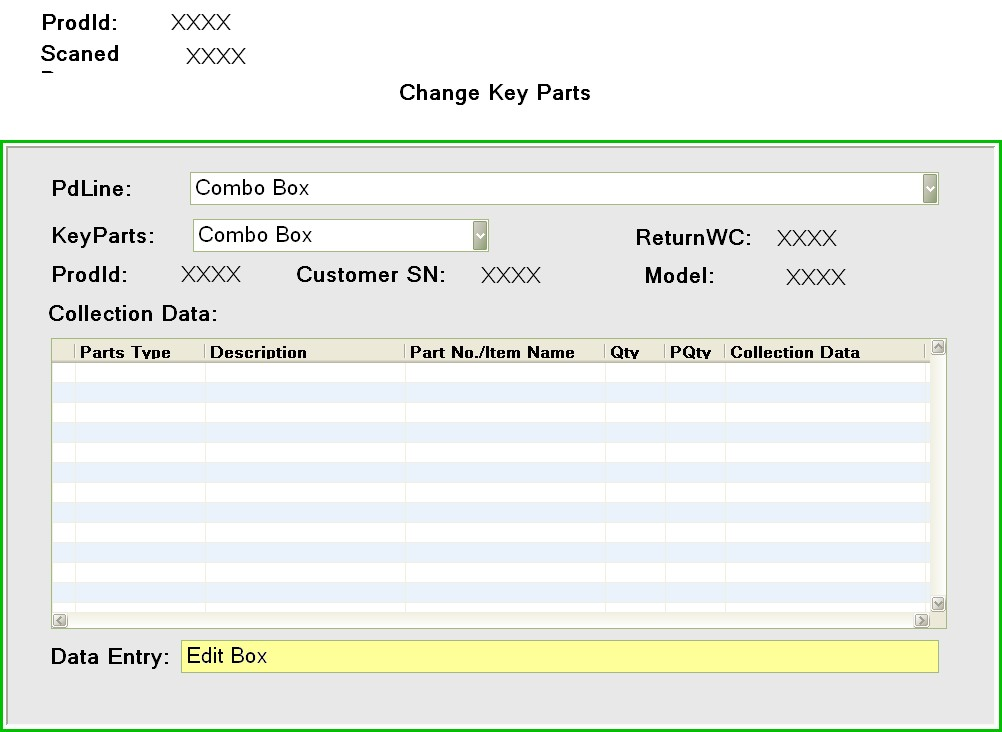 ProdId: XXXX
Scaned XXXX
Change Key Parts
PdLine: Combo Box
KeyParts: Combo Box ReturnWC: XXXX
ProdId: XXXX Customer SN: XXXX Model: XXXX
Collection Data:
Parts Type Description Part No./Item Name Qty PQty Collection Data
Data Entry: Edit Box